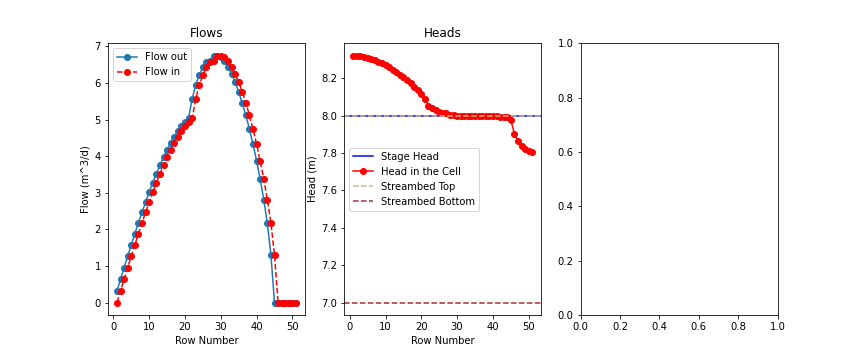 Flows
Flow (m^3/d)
7
6
5
4
3
2
1
0
Flow out
Flow in
0 10 20 30 40 50
Row Number
Heads
Head (m)
8.2
8.0
7.8
7.6
7.4
7.2
7.0
Stage Head
Head in the Cell
Streambed Top
Streambed Bottom
0 10 20 30 40 50
Row Number
1.0
0.8
0.6
0.4
0.2
0.0
0.0 0.2 0.4 0.6 0.8 1.0